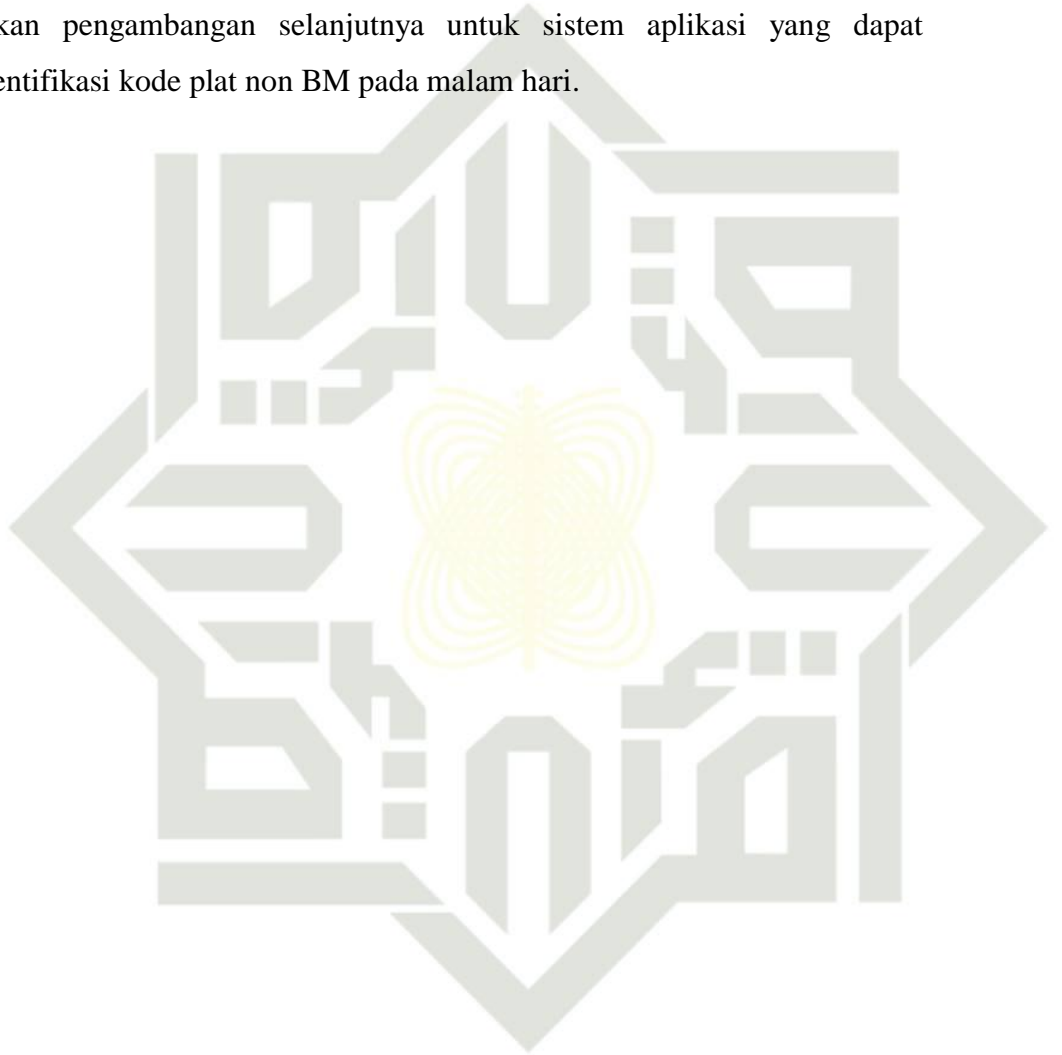 kan pengambangan selanjutnya untuk sistem aplikasi yang dapat
entifikasi kode plat non BM pada malam hari.